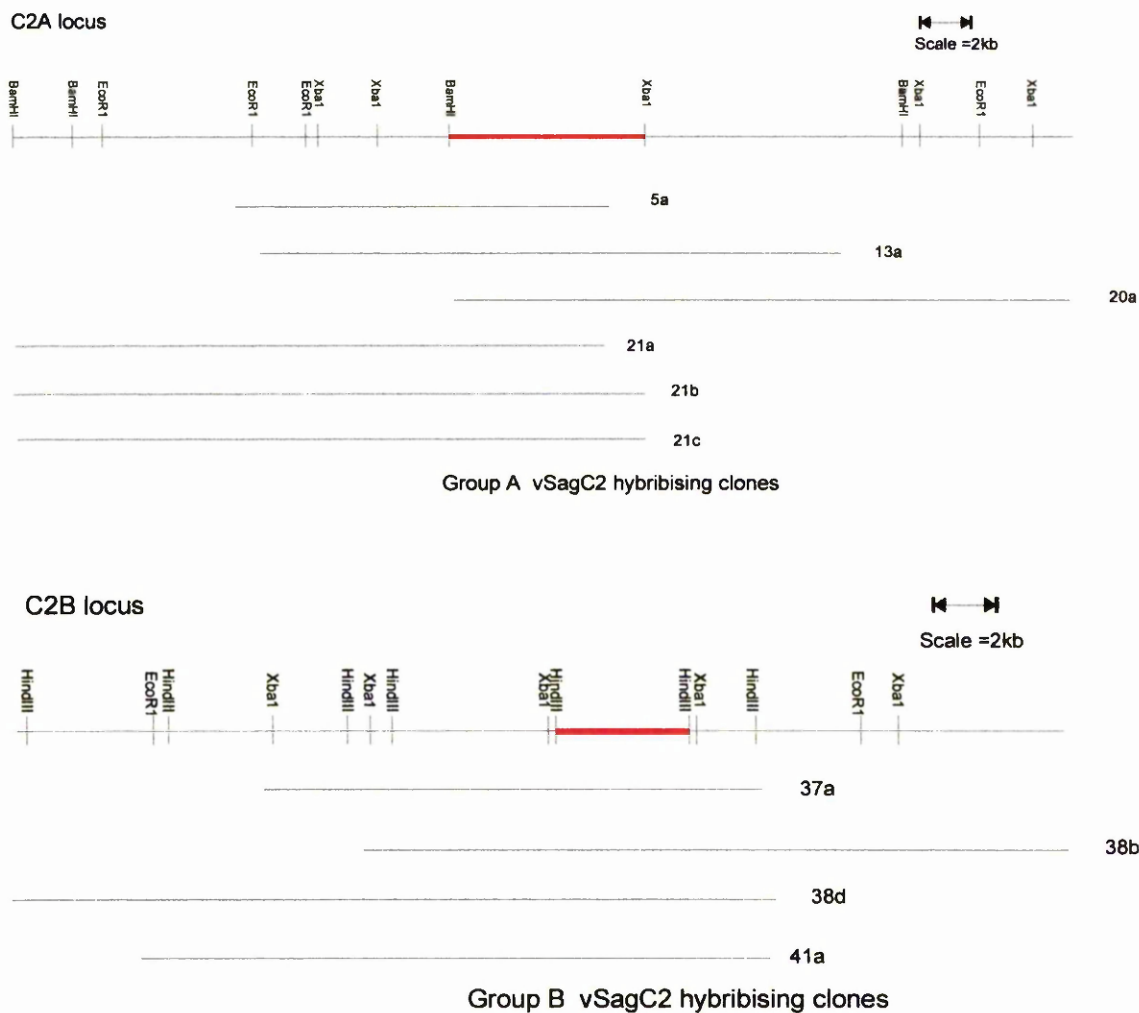 C2A locus
Scale =2kb
BamHI
BamHI
EcoR1
EcoR1
EcoR1
Xba1
Xba1
BamHI
Xba1
BamHI
Xba1
EcoR1
Xba1
5a
13a
20a
21a
21b
21c
Group A vSagC2 hybribising clones
C2B locus
Scale =2kb
HindIII
EcoR1
HindIII
Xba1
HindIII
Xba1
HindIII
Xba1
HindIII
HindIII
Xba1
HindIII
EcoR1
Xba1
37a
38b
38d
41a
Group B vSagC2 hybribising clones